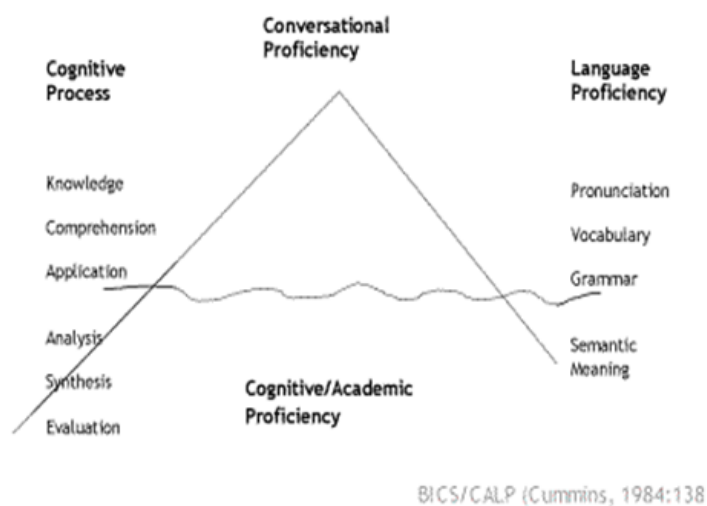 Conversational
Proficiency
Cognitive
Process
Language
Proficiency
Knowledge
Pronunciation
Comprehension
Vocabulary
Application
Grammar
Analysis
Semantic
Meaning
Synthesis
Cognitive/Academic
Proficiency
Evaluation
BICS/CALP (Cummins, 1984:138